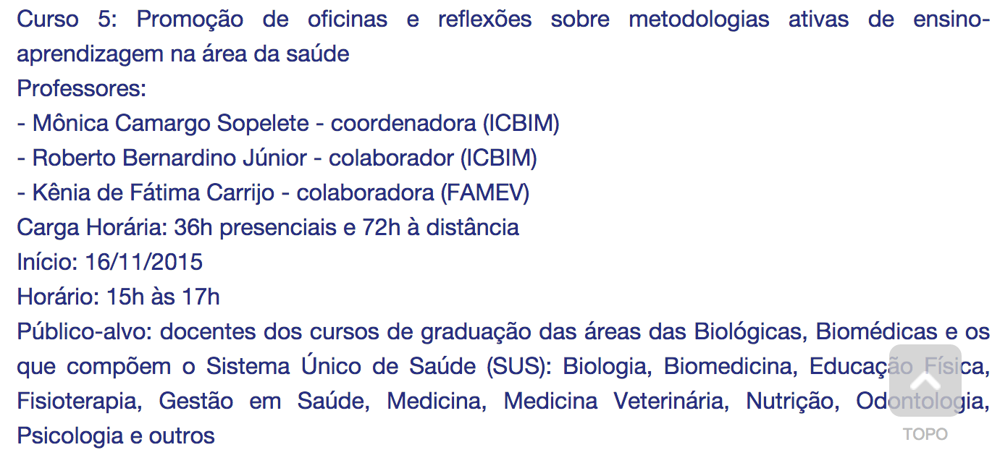 Curso 5: Promoção de oficinas e reflexões sobre metodologias ativas de ensino-
aprendizagem na área da saúde
Professores:
- Mônica Camargo Sopelete - coordenadora (ICBIM)
- Roberto Bernardino Júnior - colaborador (ICBIM)
- Kênia de Fátima Carrijo - colaboradora (FAMEV)
Carga Horária: 36h presenciais e 72h à distância
Início: 16/11/2015
Horário: 15h às 17h
Público-alvo: docentes dos cursos de graduação das áreas das Biológicas, Biomédicas e os
que compõem o Sistema Único de Saúde (SUS): Biologia, Biomedicina, Educação Física,
Fisioterapia, Gestão em Saúde, Medicina, Medicina Veterinária, Nutrição, Odontologia,
Psicologia e outros
TOPO